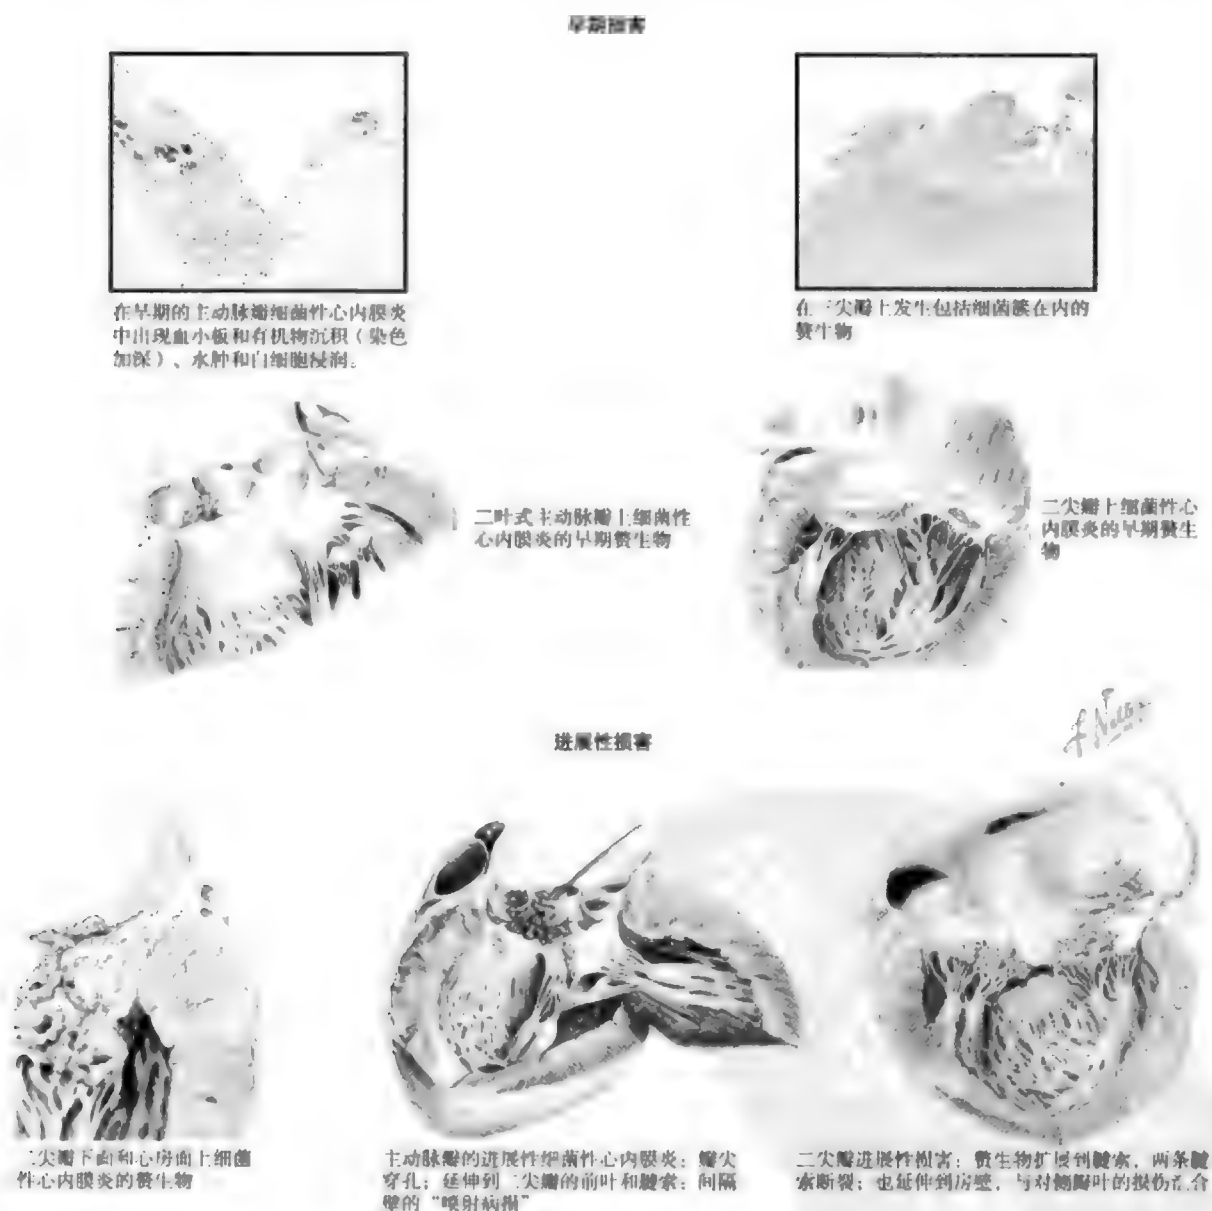 早期损害
在早期的主动脉瓣细菌性心内膜炎
中出现血小板和有机物沉积（染色
加深）、水肿和白细胞浸润。
在三尖瓣上发生包括细菌簇在内的
赘生物
二叶式主动脉瓣上细菌性
心内膜炎的早期赘生物
二尖瓣上细菌性心
内膜炎的早期赘生
物
进展性损害
二尖瓣下面和心房面上细菌
性心内膜炎的赘生物
主动脉瓣的进展性细菌性心内膜炎：瓣尖
穿孔；延伸到二尖瓣的前叶和腱索；间隔
壁的“喷射病损”
二尖瓣进展性损害：赘生物扩展到腱索，两条腱
索断裂；也延伸到房壁，与对侧瓣叶的损伤汇合